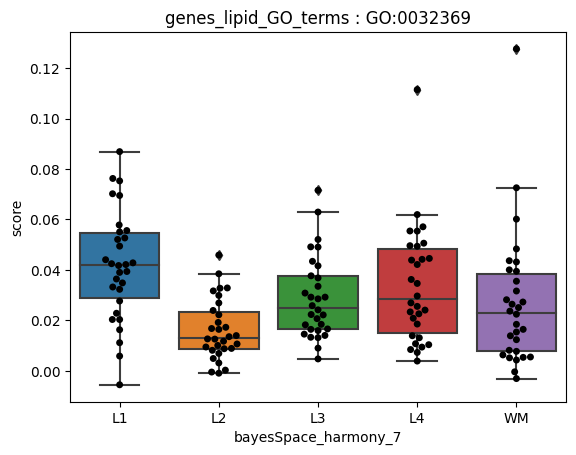 genes_lipid_GO_terms : GO:0032369
0.12
0.10
0.08
0.06
0.04
0.02
0.00
score
L1 L2 L3 L4 WM
bayesSpace_harmony_7